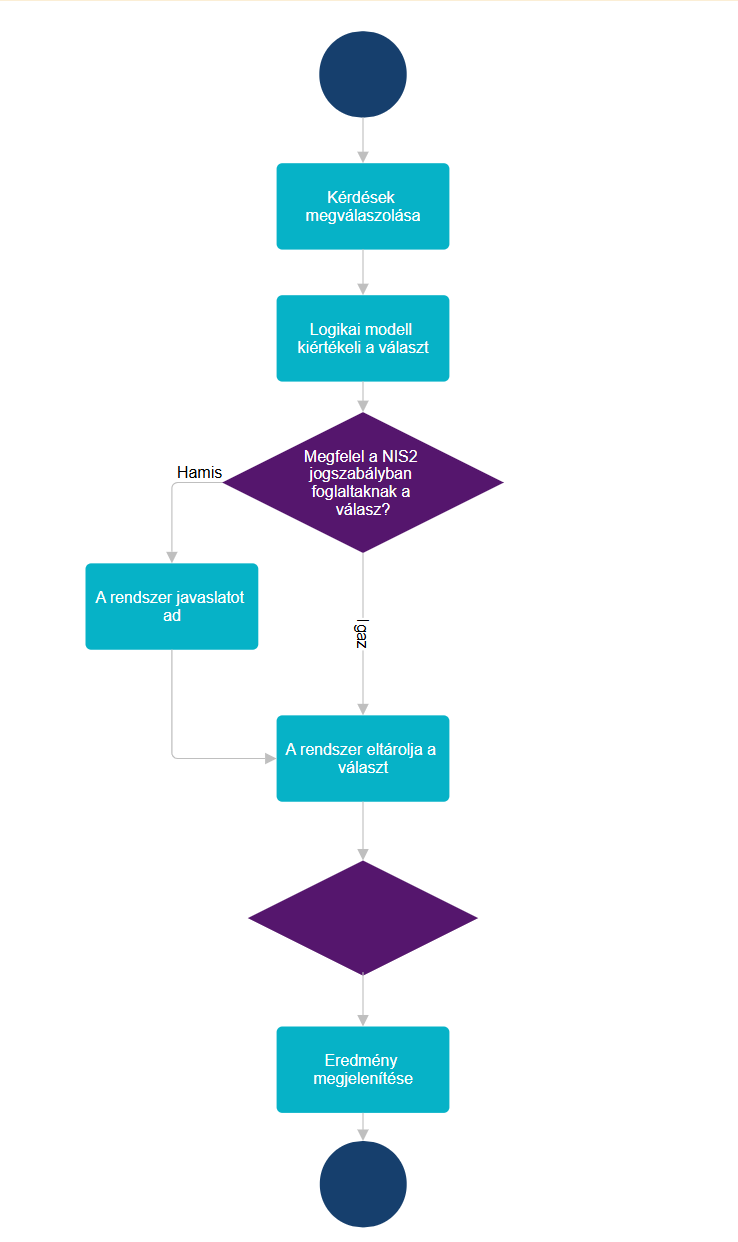 Kérdések
megválaszolása
Logikai modell
kiértékeli a választ
Megfelel a NIS2
jogszabályban
foglaltaknak a
válasz?
Hamis
A rendszer javaslatot
ad
Igaz
A rendszer eltárolja a
választ
Eredmény
megjelenítése